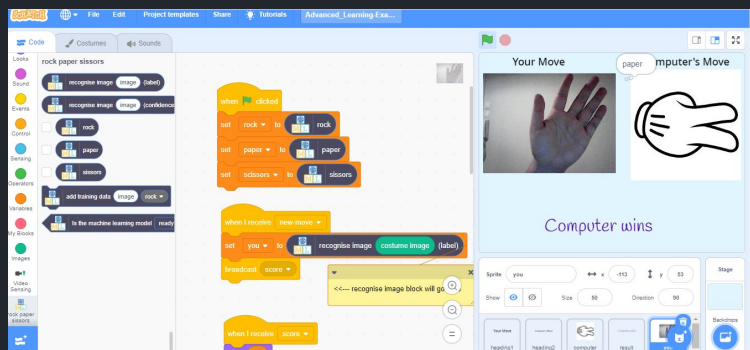 SCRATCH File Edit Project templates Share Tutorials Advanced_Learning Exa...
Code Costumes Sounds
Looks
Sound
Events
Control
Sensing
Operators
Variables
My Blocks
Images
Video Sensing
rock paper sissors
rock paper sissors
recognise image image (label)
recognise image image (confidence
rock
paper
sissors
add training data image rock
Is the machine learning model ready
when clicked
set rock to rock
set paper to paper
set scissors to sissors
when I receive new-move
set you to recognise image costume image (label)
broadcast score
<<--- recognise image block will go
when I receive score
Your Move
paper
mputer's Move
Computer wins
Sprite you x -113 y 53
Show Size 50 Direction 90
Stage
Backdrops
Your Move
heading1
heading2
computer
result